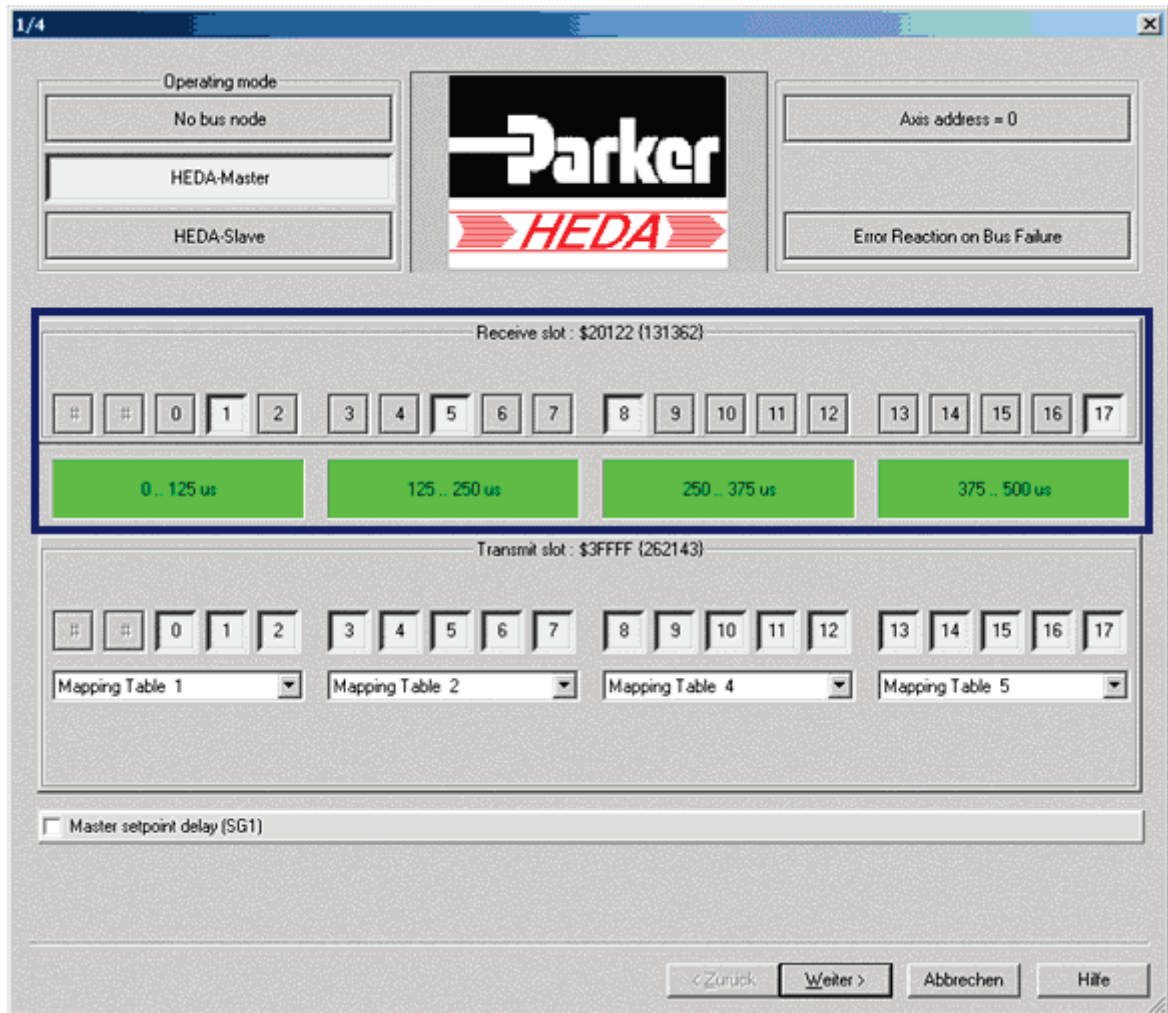 1/4
Operating mode
No bus node
HEDA-Master
HEDA-Slave
Parker
HEDA
Axis address = 0
Error Reaction on Bus Failure
Receive slot : $20122 {131362}
# # 0 1 2 3 4 5 6 7 8 9 10 11 12 13 14 15 16 17
0 .. 125 us 125 .. 250 us 250 .. 375 us 375 .. 500 us
Transmit slot : $3FFFF {262143}
# # 0 1 2 3 4 5 6 7 8 9 10 11 12 13 14 15 16 17
Mapping Table 1 Mapping Table 2 Mapping Table 4 Mapping Table 5
Master setpoint delay (SG1)
< Zurück Weiter > Abbrechen Hilfe